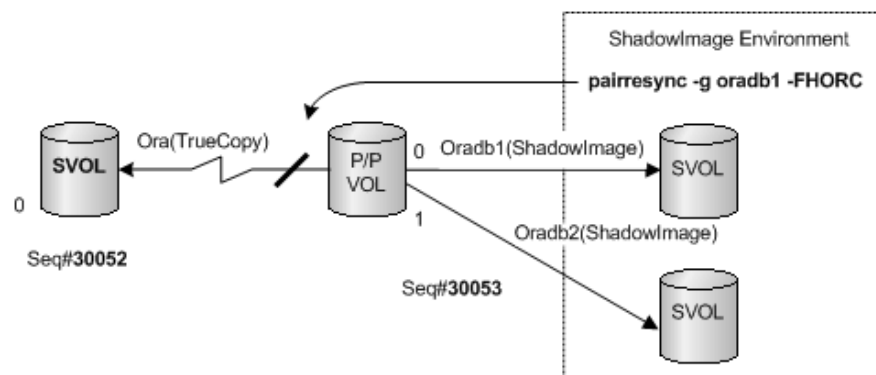 ShadowImage Environment
pairresync -g oradb1 -FHORC
Ora(TrueCopy)
SVOL
0
P/P
VOL
0
1
Oradb1(ShadowImage)
SVOL
Oradb2(ShadowImage)
SVOL
Seq#30052
Seq#30053